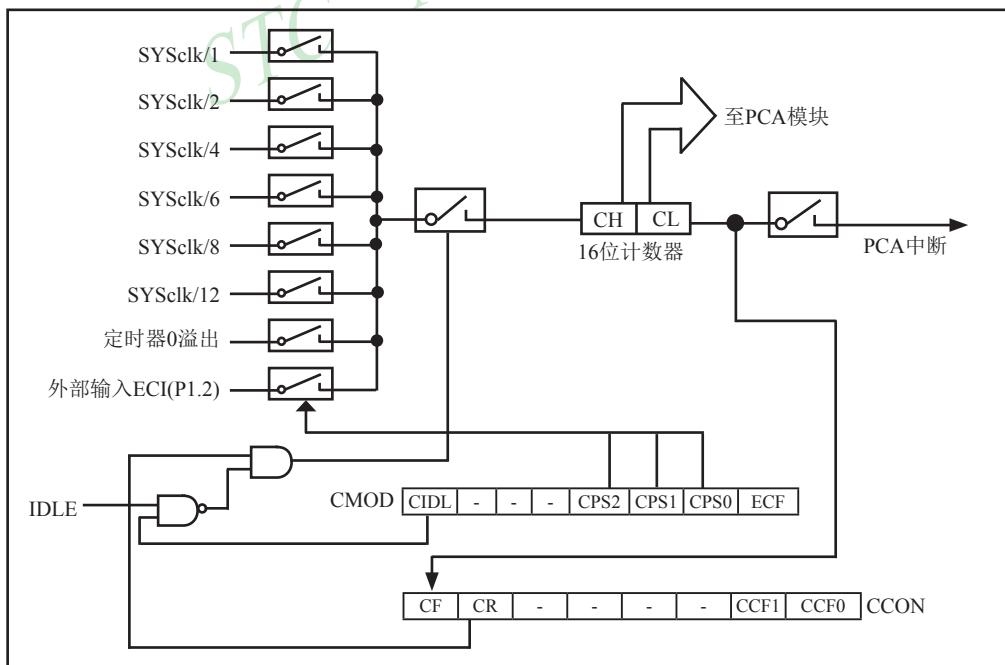 STC
SYSclk/1
SYSclk/2
SYSclk/4
SYSclk/6
SYSclk/8
SYSclk/12
定时器0溢出
外部输入ECI(P1.2)
至PCA模块
CH CL
16位计数器
PCA中断
IDLE
CMOD CIDL - - - CPS2 CPS1 CPS0 ECF
CF CR - - - - CCF1 CCF0 CCON